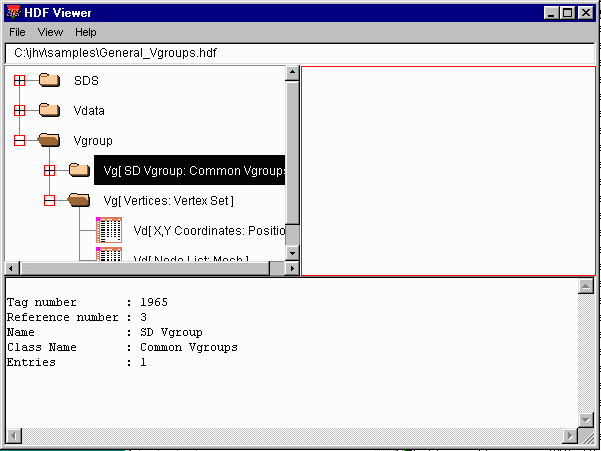 HDF Viewer
File View Help
C:\jhv\samples\General_Vgroups.hdf
SDS
Vdata
Vgroup
Vg[ SD Vgroup: Common Vgroups
Vg[ Vertices: Vertex Set ]
Vd[ X,Y Coordinates: Positio
Vd[ Node List: Mesh ]
Tag number : 1965
Reference number : 3
Name : SD Vgroup
Class Name : Common Vgroups
Entries : 1